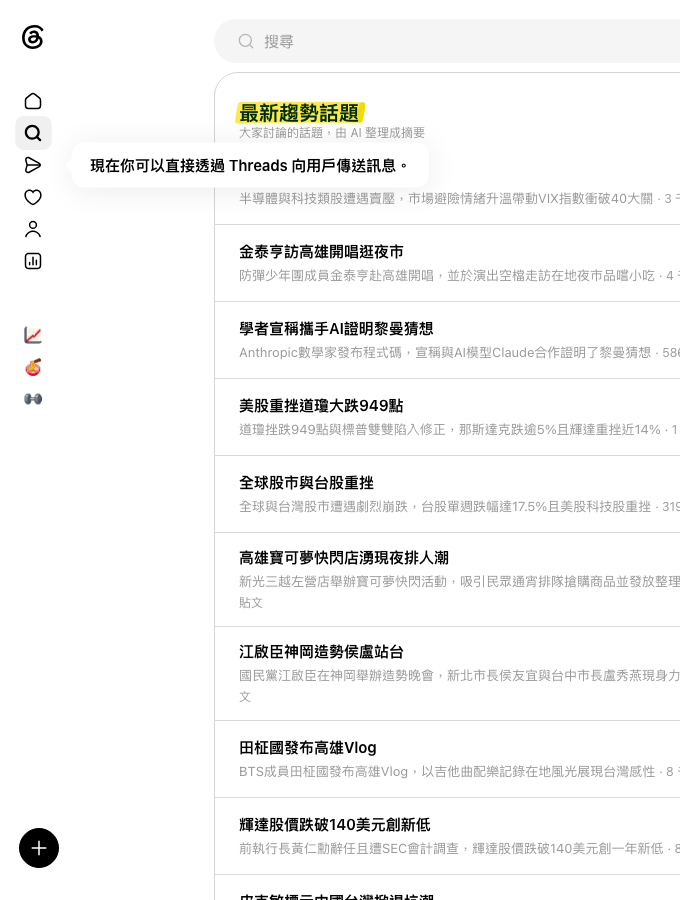 搜尋
最新趨勢話題
大家討論的話題，由 AI 整理成摘要
現在你可以直接透過 Threads 向用戶傳送訊息。
半導體與科技類股遭遇賣壓，市場避險情緒升溫帶動VIX指數衝破40大關 · 3
金泰亨訪高雄開唱逛夜市
防彈少年團成員金泰亨赴高雄開唱，並於演出空檔走訪在地夜市品嚐小吃 · 4
學者宣稱攜手AI證明黎曼猜想
Anthropic數學家發布程式碼，宣稱與AI模型Claude合作證明了黎曼猜想 · 586
美股重挫道瓊大跌949點
道瓊挫跌949點與標普雙雙陷入修正，那斯達克跌逾5%且輝達重挫近14% · 1
全球股市與台股重挫
全球與台灣股市遭遇劇烈崩跌，台股單週跌幅達17.5%且美股科技股重挫 · 319
高雄寶可夢快閃店湧現夜排人潮
新光三越左營店舉辦寶可夢快閃活動，吸引民眾通宵排隊搶購商品並發放整理
貼文
江啟臣神岡造勢侯盧站台
國民黨江啟臣在神岡舉辦造勢晚會，新北市長侯友宜與台中市長盧秀燕現身力
文
田柾國發布高雄Vlog
BTS成員田柾國發布高雄Vlog，以吉他曲配樂記錄在地風光展現台灣感性 · 8
輝達股價跌破140美元創新低
前執行長黃仁勳辭任且遭SEC會計調查，輝達股價跌破140美元創一年新低 · 8